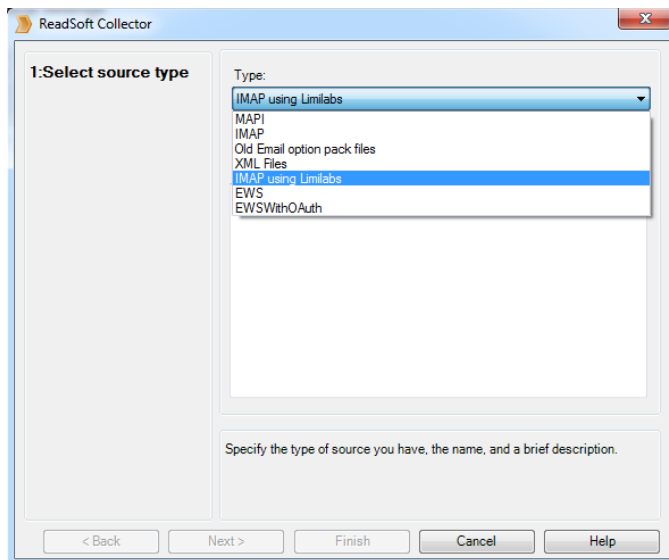 ReadSoft Collector
1:Select source type
Type:
IMAP using Limilabs
MAPI
IMAP
Old Email option pack files
XML Files
IMAP using Limilabs
EWS
EWSWithOAuth
Specify the type of source you have, the name, and a brief description.
< Back Next > Finish Cancel Help